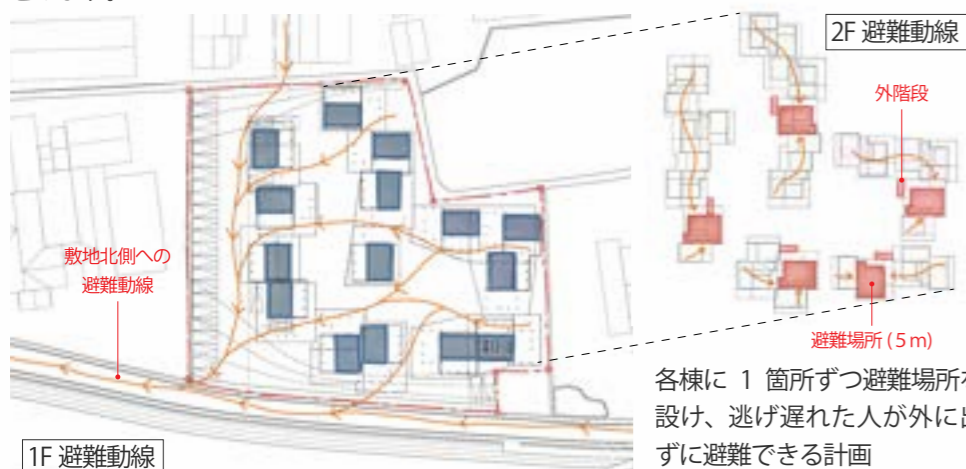 2F 避難動線
外階段
敷地北側への
避難動線
避難場所 ( 5 m)
各棟に 1 箇所ずつ避難場所
設け、逃げ遅れた人が外に
ずに避難できる計画
1F 避難動線